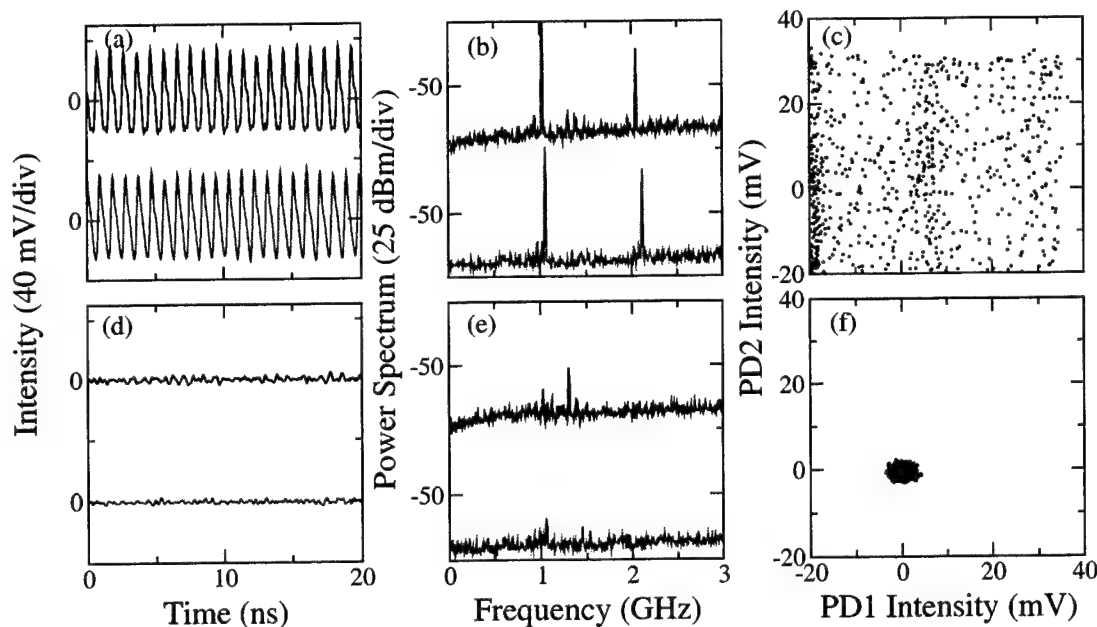 Intensity (40 mV/div)
(a)
0
0
(d)
0
0
0
10
20
Time (ns)
Power Spectrum (25 dBm/div)
(b)
-50
-50
(e)
-50
-50
0
1
2
3
Frequency (GHz)
PD2 Intensity (mV)
(c)
40
20
0
-20
(f)
40
20
0
-20
-20
0
20
40
PD1 Intensity (mV)